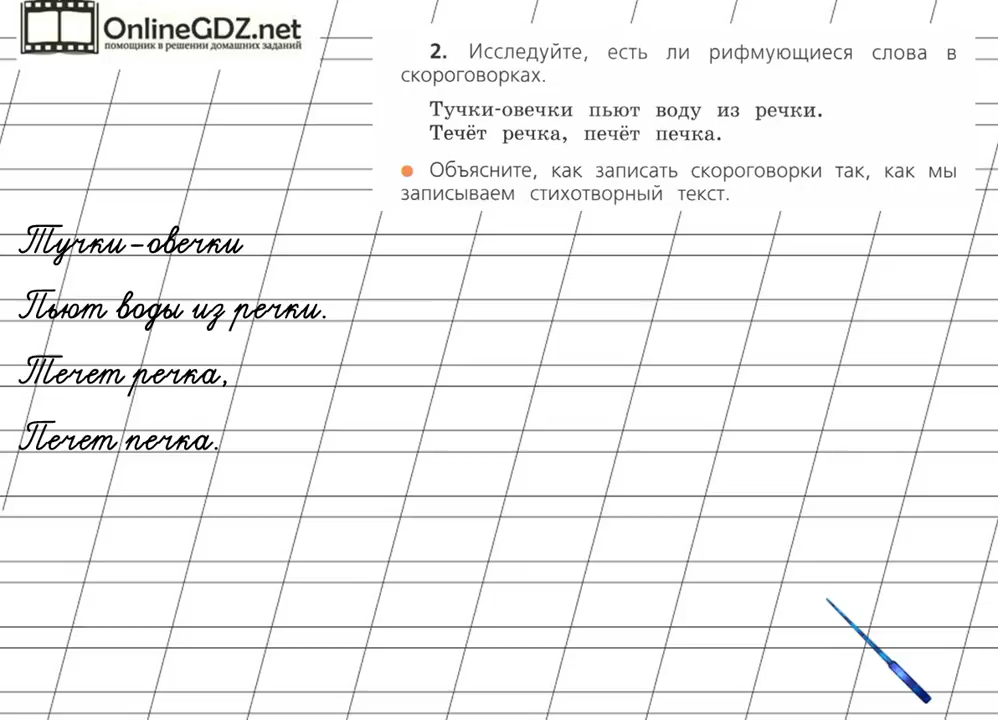 OnlineGDZ.net
помощник в решении домашних заданий
2. Исследуйте, есть ли рифмующиеся слова в
скороговорках.
Тучки-овечки пьют воду из речки.
Течёт речка, печёт печка.
Объясните, как записать скороговорки так, как мы
записываем стихотворный текст.
Тучки-овечки
Пьют воды из речки.
Течет речка,
Печет печка.